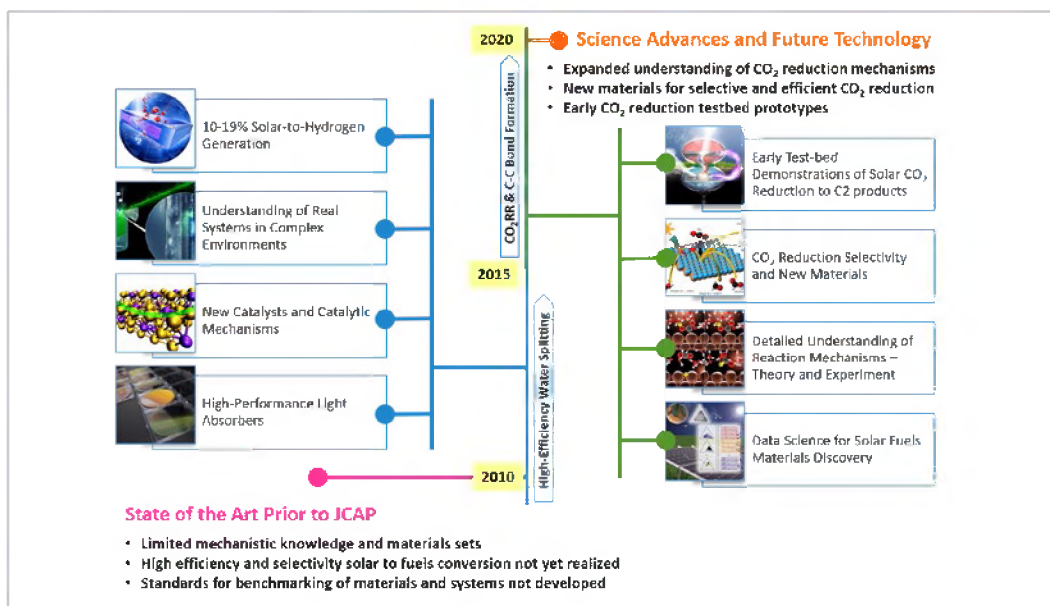 2020
Science Advances and Future Technology
• Expanded understanding of CO₂ reduction mechanisms
• New materials for selective and efficient CO₂ reduction
• Early CO₂ reduction testbed prototypes
10-19% Solar-to-Hydrogen
Generation
Understanding of Real
Systems in Complex
Environments
New Catalysts and Catalytic
Mechanisms
High-Performance Light
Absorbers
CO₂RR & C-C Bond Formation
2015
High-Efficiency Water Splitting
2010
Early Test-bed
Demonstrations of Solar CO₂
Reduction to C2 products
CO₂ Reduction Selectivity
and New Materials
Detailed Understanding of
Reaction Mechanisms –
Theory and Experiment
Data Science for Solar Fuels
Materials Discovery
State of the Art Prior to JCAP
• Limited mechanistic knowledge and materials sets
• High efficiency and selectivity solar to fuels conversion not yet realized
• Standards for benchmarking of materials and systems not developed